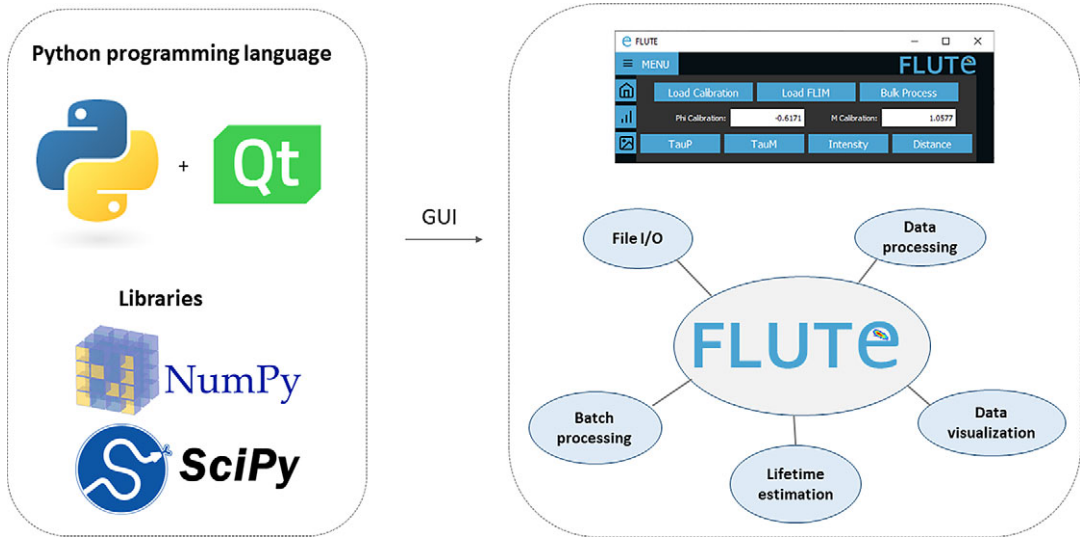 Python programming language
+
Qt
Libraries
NumPy
SciPy
GUI
FLUTE
MENU
FLUTe
Load Calibration
Load FLIM
Bulk Process
Phi Calibration:
-0.6171
M Calibration:
1.0577
TauP
TauM
Intensity
Distance
File I/O
Data
processing
FLUTe
Batch
processing
Lifetime
estimation
Data
visualization